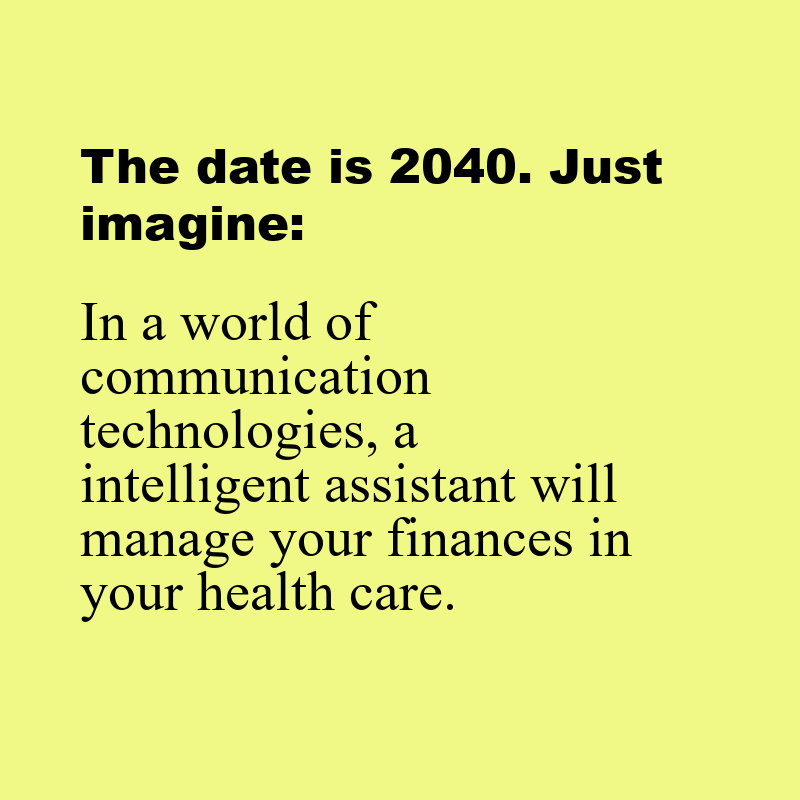 The date is 2040. Just
imagine:
In a world of
communication
technologies, a
intelligent assistant will
manage your finances in
your health care.